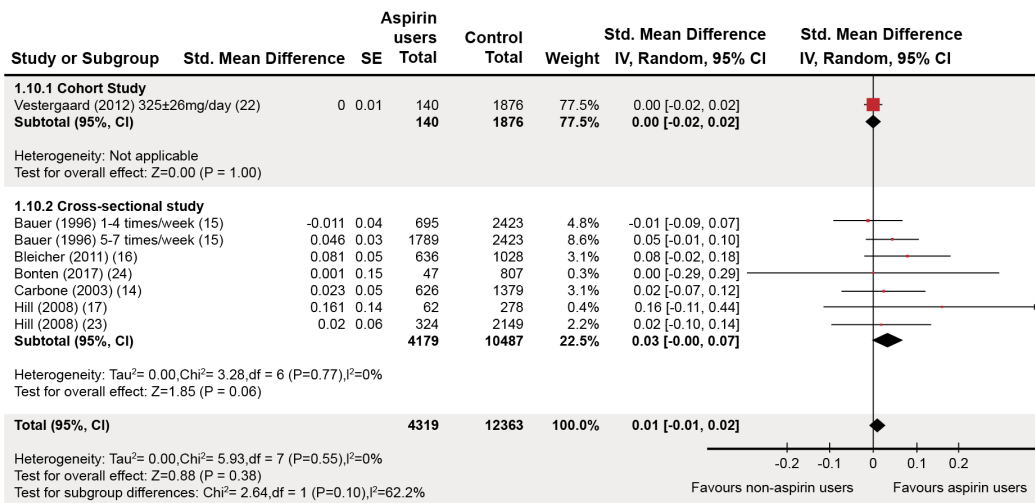 Study or Subgroup Std. Mean Difference SE Aspirin users Total Control Total Weight Std. Mean Difference IV, Random, 95% CI Std. Mean Difference IV, Random, 95% CI
1.10.1 Cohort Study
Vestergaard (2012) 325±26mg/day (22) 0 0.01 140 1876 77.5% 0.00 [-0.02, 0.02]
Subtotal (95%, CI) 140 1876 77.5% 0.00 [-0.02, 0.02]
Heterogeneity: Not applicable
Test for overall effect: Z=0.00 (P = 1.00)
1.10.2 Cross-sectional study
Bauer (1996) 1-4 times/week (15) -0.011 0.04 695 2423 4.8% -0.01 [-0.09, 0.07]
Bauer (1996) 5-7 times/week (15) 0.046 0.03 1789 2423 8.6% 0.05 [-0.01, 0.10]
Bleicher (2011) (16) 0.081 0.05 636 1028 3.1% 0.08 [-0.02, 0.18]
Bonten (2017) (24) 0.001 0.15 47 807 0.3% 0.00 [-0.29, 0.29]
Carbone (2003) (14) 0.023 0.05 626 1379 3.1% 0.02 [-0.07, 0.12]
Hill (2008) (17) 0.161 0.14 62 278 0.4% 0.16 [-0.11, 0.44]
Hill (2008) (23) 0.02 0.06 324 2149 2.2% 0.02 [-0.10, 0.14]
Subtotal (95%, CI) 4179 10487 22.5% 0.03 [-0.00, 0.07]
Heterogeneity: Tau²= 0.00,Chi²= 3.28,df = 6 (P=0.77),I²=0%
Test for overall effect: Z=1.85 (P = 0.06)
Total (95%, CI) 4319 12363 100.0% 0.01 [-0.01, 0.02]
Heterogeneity: Tau²= 0.00,Chi²= 5.93,df = 7 (P=0.55),I²=0%
Test for overall effect: Z=0.88 (P = 0.38)
Test for subgroup differences: Chi²= 2.64,df = 1 (P=0.10),I²=62.2%
-0.2 -0.1 0 0.1 0.2
Favours non-aspirin users Favours aspirin users